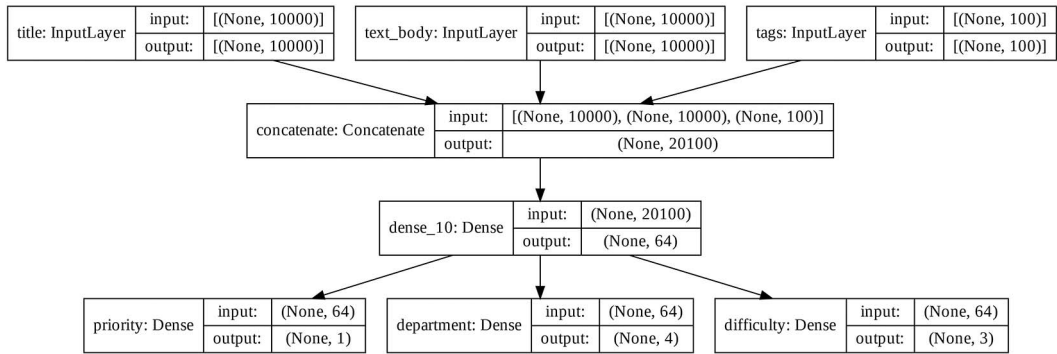 title: InputLayer
input:
[(None, 10000)]
output:
[(None, 10000)]
text_body: InputLayer
input:
[(None, 10000)]
output:
[(None, 10000)]
tags: InputLayer
input:
[(None, 100)]
output:
[(None, 100)]
concatenate: Concatenate
input:
[(None, 10000), (None, 10000), (None, 100)]
output:
(None, 20100)
dense_10: Dense
input:
(None, 20100)
output:
(None, 64)
priority: Dense
input:
(None, 64)
output:
(None, 1)
department: Dense
input:
(None, 64)
output:
(None, 4)
difficulty: Dense
input:
(None, 64)
output:
(None, 3)